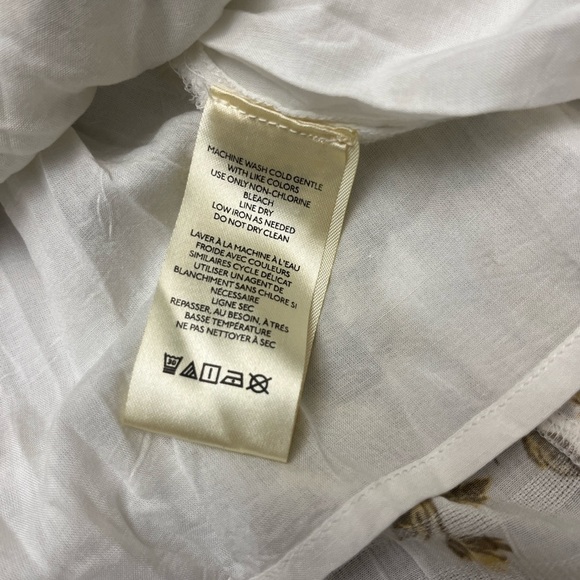 MACHINE WASH COLD GENTLE
WITH LIKE COLORS
USE ONLY NON-CHLORINE
BLEACH
LINE DRY
LOW IRON AS NEEDED
DO NOT DRY CLEAN
LAVER À LA MACHINE À L'EAU
FROIDE AVEC COULEURS
SIMILAIRES CYCLE DÉLICAT
UTILISER UN AGENT DE
BLANCHIMENT SANS CHLORE SI
NÉCESSAIRE
LIGNE SEC
REPASSER, AU BESOIN, À TRÈS
BASSE TEMPÉRATURE
NE PAS NETTOYER À SEC
30